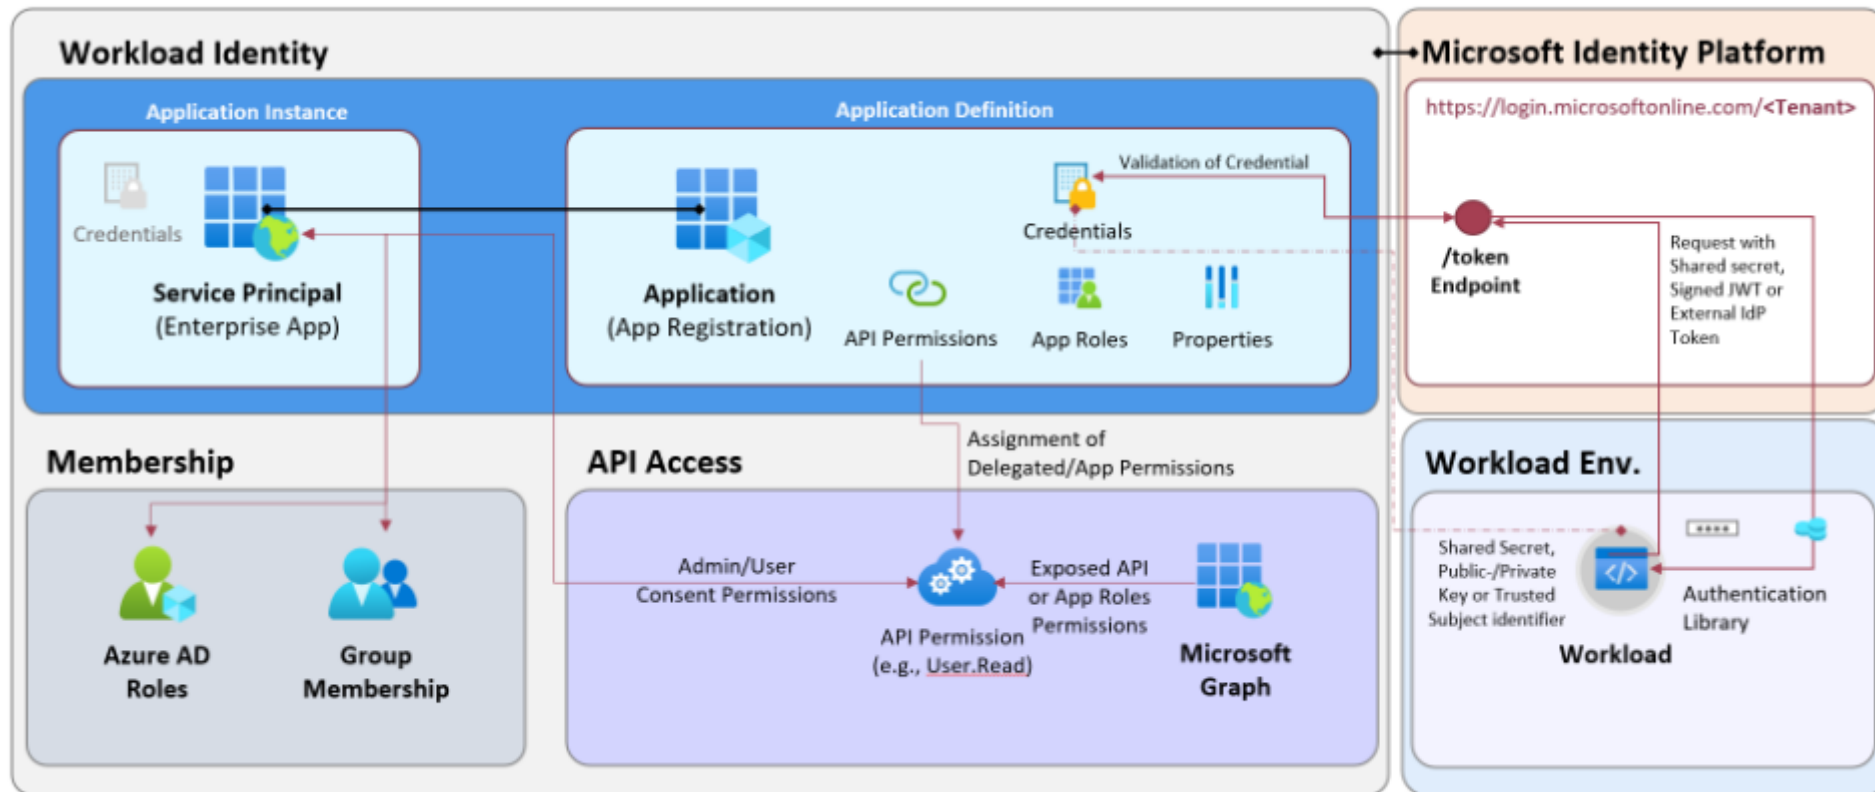 Workload Identity
Application Instance
Credentials
Service Principal
(Enterprise App)
Application Definition
Application
(App Registration)
Validation of Credential
Credentials
API Permissions
App Roles
Properties
Microsoft Identity Platform
https://login.microsoftonline.com/<Tenant>
/token
Endpoint
Request with
Shared secret,
Signed JWT or
External IdP
Token
Membership
Azure AD
Roles
Group
Membership
API Access
Assignment of
Delegated/App Permissions
Admin/User
Consent Permissions
API Permission
(e.g., User.Read)
Exposed API
or App Roles
Permissions
Microsoft
Graph
Workload Env.
Shared Secret,
Public-/Private
Key or Trusted
Subject identifier
Workload
Authentication
Library